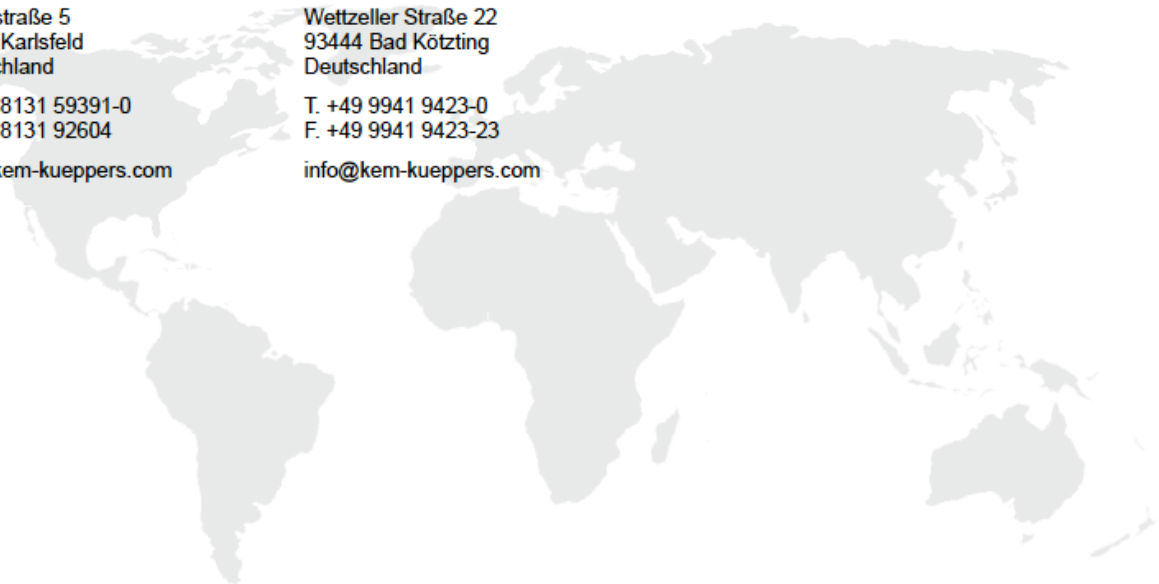 straße 5
Karlsfeld
chland
8131 59391-0
8131 92604
kem-kueppers.com
Wettzeller Straße 22
93444 Bad Kötzting
Deutschland
T. +49 9941 9423-0
F. +49 9941 9423-23
info@kem-kueppers.com